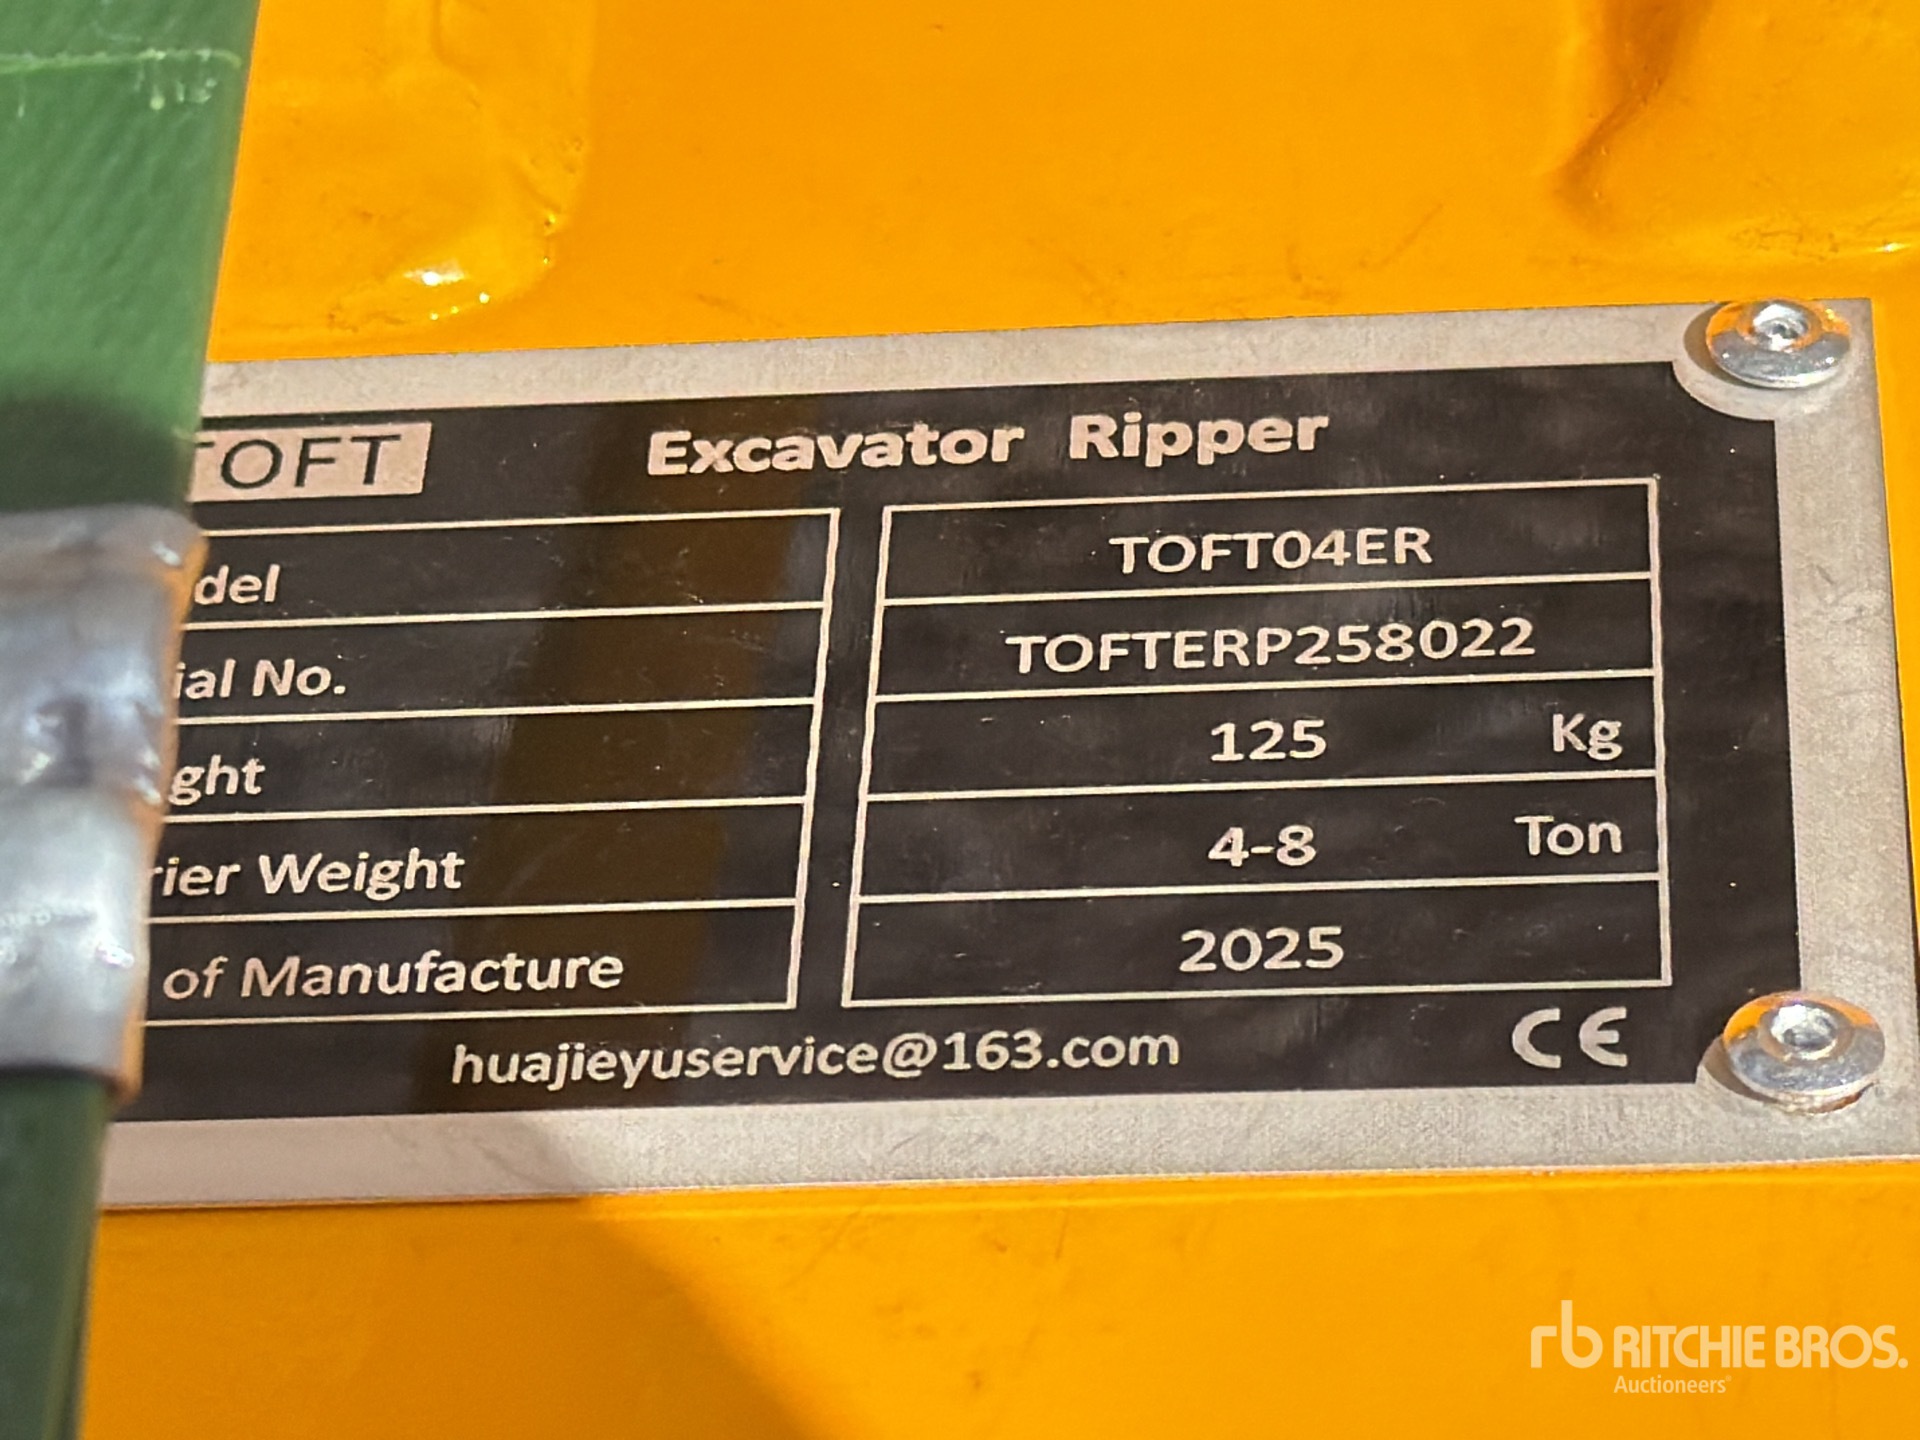 TOFT Excavator Ripper
del TOFT04ER
ial No. TOFTERP258022
ght 125 Kg
rier Weight 4-8 Ton
of Manufacture 2025
huajieyuservice@163.com CE
rb RITCHIE BROS.
Auctioneers